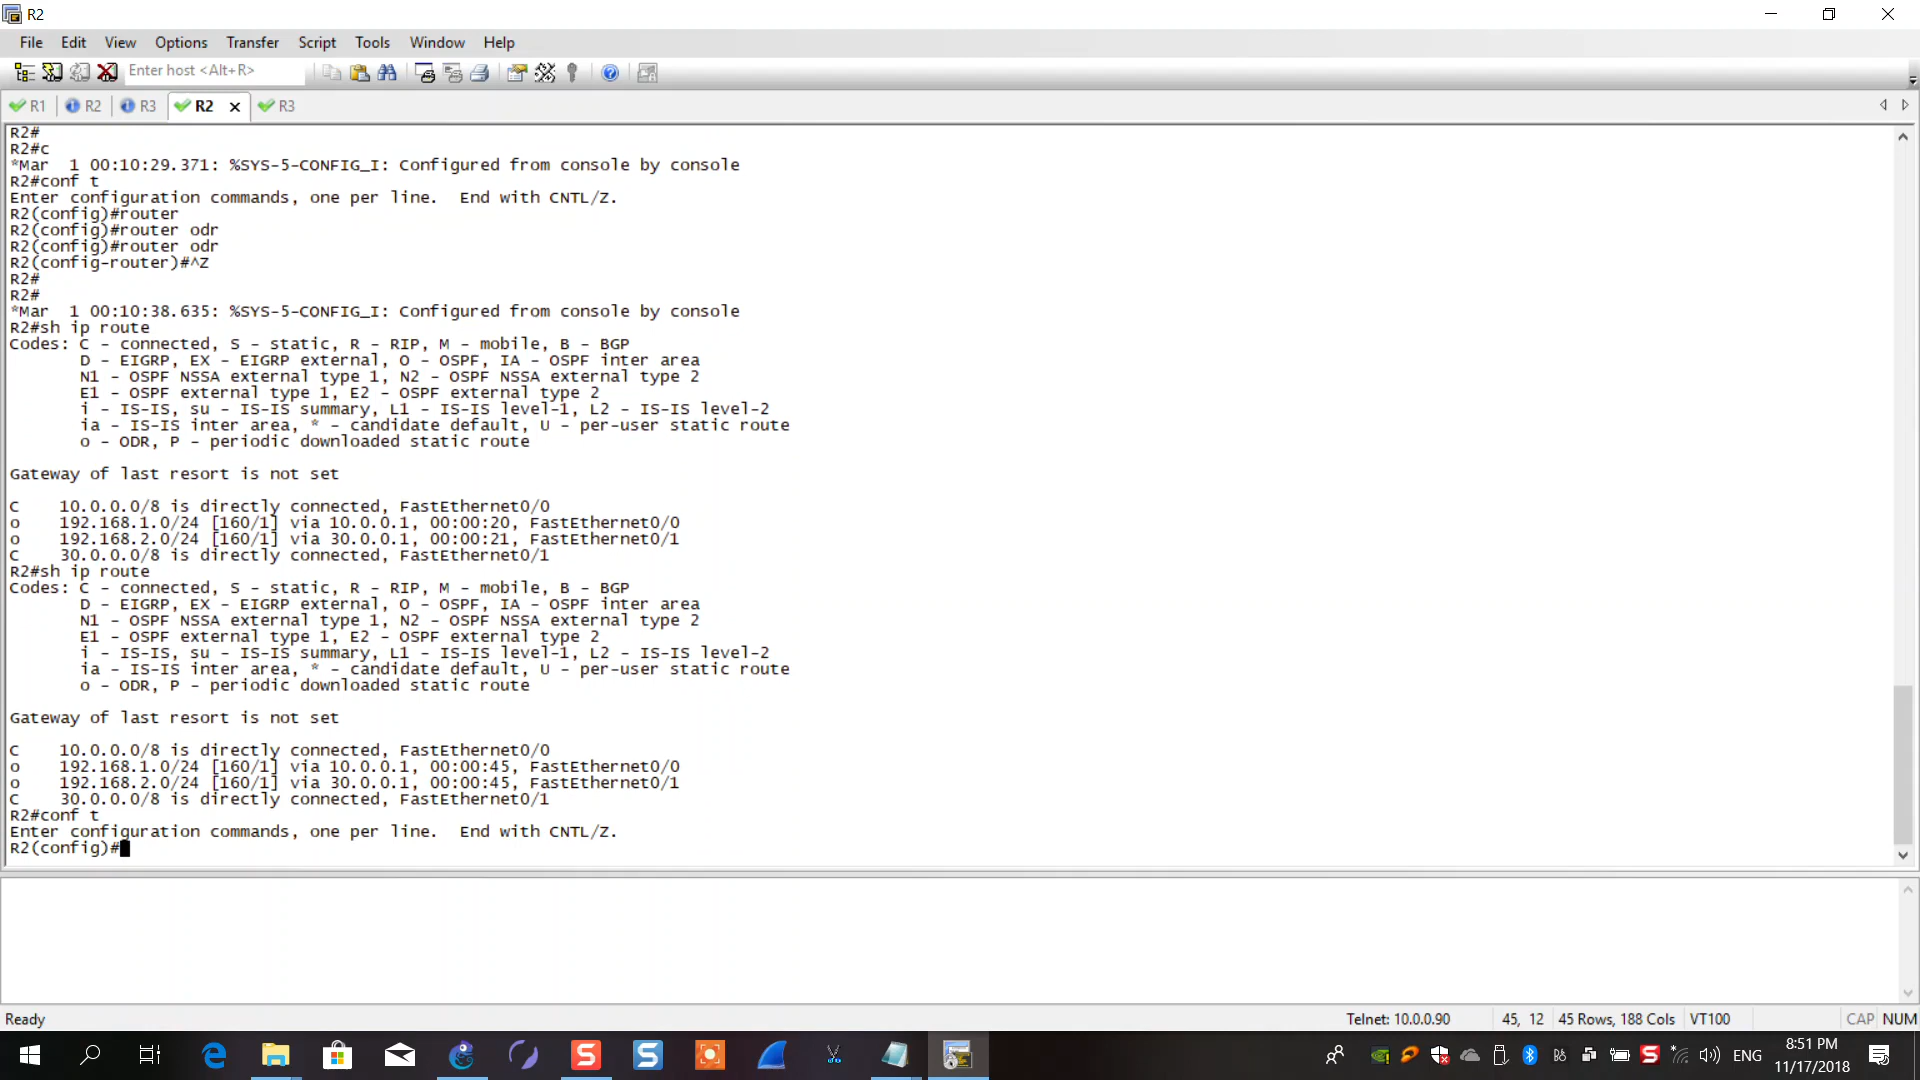 R2
File Edit View Options Transfer Script Tools Window Help
Enter host <Alt+R>
R1 R2 R3 R2 R3
R2#
R2#c
*Mar  1 00:10:29.371: %SYS-5-CONFIG_I: Configured from console by console
R2#conf t
Enter configuration commands, one per line.  End with CNTL/Z.
R2(config)#router
R2(config)#router odr
R2(config)#router odr
R2(config-router)#^Z
R2#
R2#
*Mar  1 00:10:38.635: %SYS-5-CONFIG_I: Configured from console by console
R2#sh ip route
Codes: C - connected, S - static, R - RIP, M - mobile, B - BGP
       D - EIGRP, EX - EIGRP external, O - OSPF, IA - OSPF inter area
       N1 - OSPF NSSA external type 1, N2 - OSPF NSSA external type 2
       E1 - OSPF external type 1, E2 - OSPF external type 2
       i - IS-IS, su - IS-IS summary, L1 - IS-IS level-1, L2 - IS-IS level-2
       ia - IS-IS inter area, * - candidate default, U - per-user static route
       o - ODR, P - periodic downloaded static route
Gateway of last resort is not set
C    10.0.0.0/8 is directly connected, FastEthernet0/0
o    192.168.1.0/24 [160/1] via 10.0.0.1, 00:00:20, FastEthernet0/0
o    192.168.2.0/24 [160/1] via 30.0.0.1, 00:00:21, FastEthernet0/1
C    30.0.0.0/8 is directly connected, FastEthernet0/1
R2#sh ip route
Codes: C - connected, S - static, R - RIP, M - mobile, B - BGP
       D - EIGRP, EX - EIGRP external, O - OSPF, IA - OSPF inter area
       N1 - OSPF NSSA external type 1, N2 - OSPF NSSA external type 2
       E1 - OSPF external type 1, E2 - OSPF external type 2
       i - IS-IS, su - IS-IS summary, L1 - IS-IS level-1, L2 - IS-IS level-2
       ia - IS-IS inter area, * - candidate default, U - per-user static route
       o - ODR, P - periodic downloaded static route
Gateway of last resort is not set
C    10.0.0.0/8 is directly connected, FastEthernet0/0
o    192.168.1.0/24 [160/1] via 10.0.0.1, 00:00:45, FastEthernet0/0
o    192.168.2.0/24 [160/1] via 30.0.0.1, 00:00:45, FastEthernet0/1
C    30.0.0.0/8 is directly connected, FastEthernet0/1
R2#conf t
Enter configuration commands, one per line.  End with CNTL/Z.
R2(config)#
Ready Telnet: 10.0.0.90 45, 12 45 Rows, 188 Cols VT100 CAP NUM
ENG 8:51 PM
11/17/2018